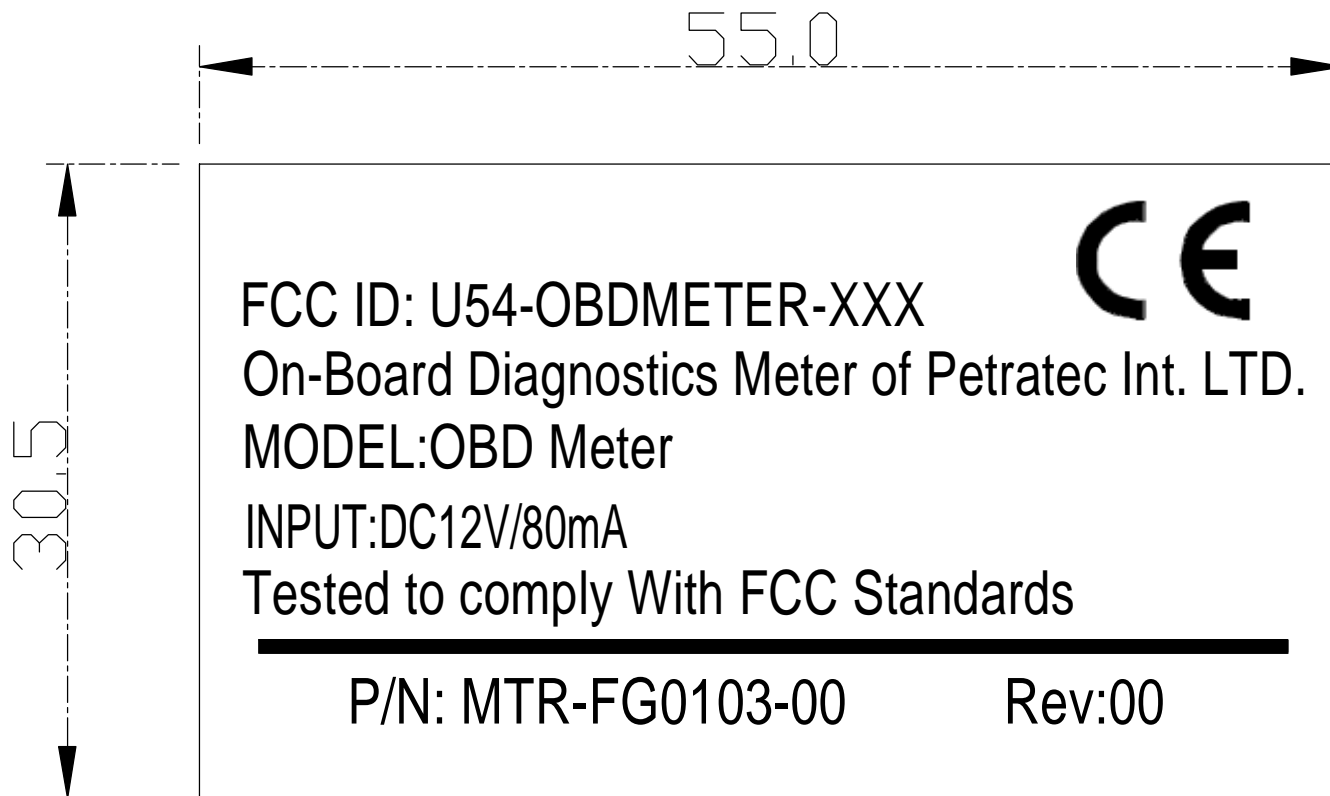 55.0
30.5
CE
FCC ID: U54-OBDMETER-XXX
On-Board Diagnostics Meter of Petratec Int. LTD.
MODEL:OBD Meter
INPUT:DC12V/80mA
Tested to comply With FCC Standards
P/N: MTR-FG0103-00 Rev:00